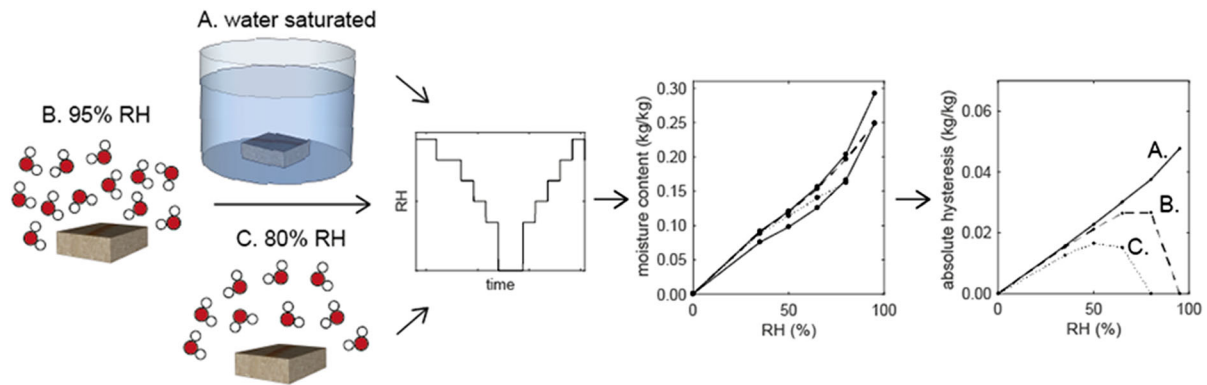 A. water saturated
B. 95% RH
C. 80% RH
RH
time
moisture content (kg/kg)
0.30
0.25
0.20
0.15
0.10
0.05
0.00
0
50
100
RH (%)
absolute hysteresis (kg/kg)
0.06
0.04
0.02
0.00
A.
B.
C.
0
50
100
RH (%)